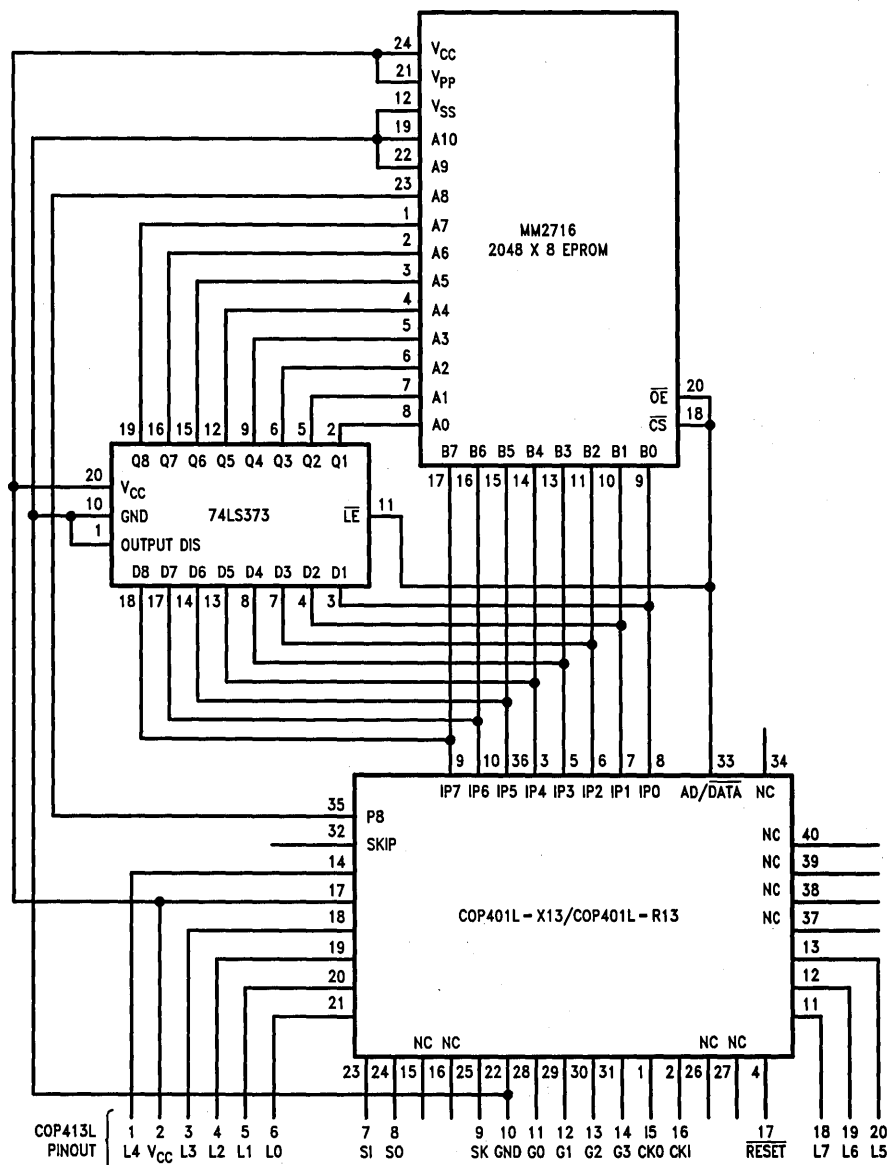 24 V_CC
21 V_PP
12 V_SS
19 A10
22 A9
23 A8
1 A7
2 A6
3 A5
4 A4
5 A3
6 A2
7 A1
8 A0
MM2716
2048 X 8 EPROM
O̅E̅ 20
C̅S̅ 18
B7 B6 B5 B4 B3 B2 B1 B0
17 16 15 14 13 11 10 9
19 16 15 12 9 6 5 2
Q8 Q7 Q6 Q5 Q4 Q3 Q2 Q1
20 V_CC
10 GND
1 OUTPUT DIS
74LS373
L̅E̅ 11
D8 D7 D6 D5 D4 D3 D2 D1
18 17 14 13 8 7 4 3
9 10 36 3 5 6 7 8 33 34
IP7 IP6 IP5 IP4 IP3 IP2 IP1 IP0 AD/D̅A̅T̅A̅ NC
35 P8
32 SKIP
14
17
18
19
20
21
COP401L-X13/COP401L-R13
NC 40
NC 39
NC 38
NC 37
13
12
11
NC NC NC NC
23 24 15 16 25 22 28 29 30 31 1 2 26 27 4
COP413L
PINOUT
1 2 3 4 5 6 7 8 9 10 11 12 13 14 15 16 17 18 19 20
L4 V_CC L3 L2 L1 L0 SI SO SK GND G0 G1 G2 G3 CKO CKI R̅E̅S̅E̅T̅ L7 L6 L5